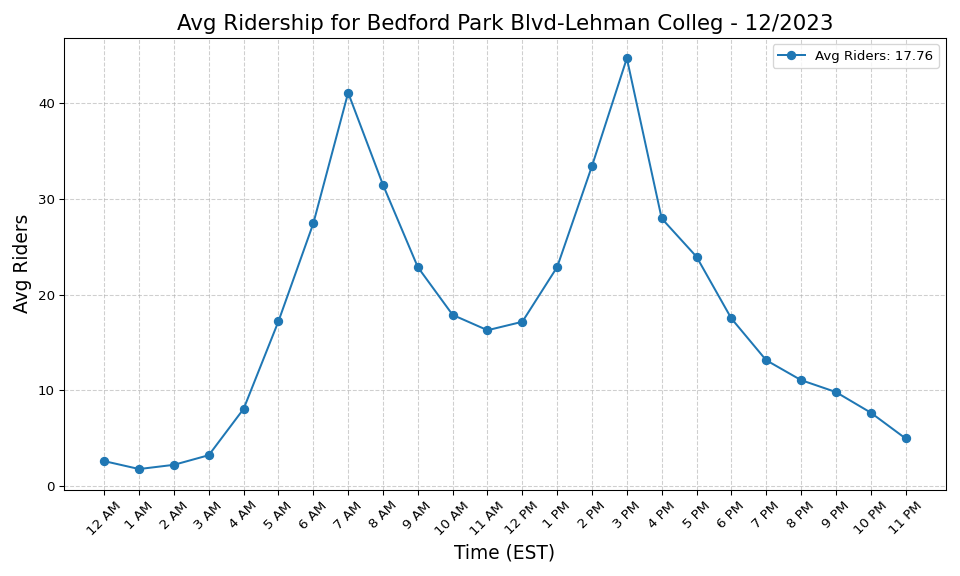 Avg Ridership for Bedford Park Blvd-Lehman Colleg - 12/2023
Avg Riders: 17.76
Avg Riders
40
30
20
10
0
12 AM 1 AM 2 AM 3 AM 4 AM 5 AM 6 AM 7 AM 8 AM 9 AM 10 AM 11 AM 12 PM 1 PM 2 PM 3 PM 4 PM 5 PM 6 PM 7 PM 8 PM 9 PM 10 PM 11 PM
Time (EST)